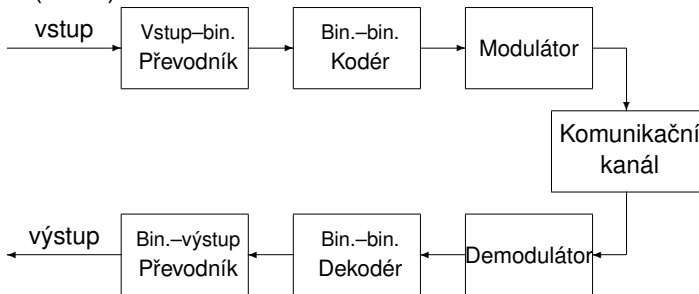 vstup
Vstup–bin.
Převodník
Bin.–bin.
Kodér
Modulátor
Komunikační
kanál
výstup
Bin.–výstup
Převodník
Bin.–bin.
Dekodér
Demodulátor